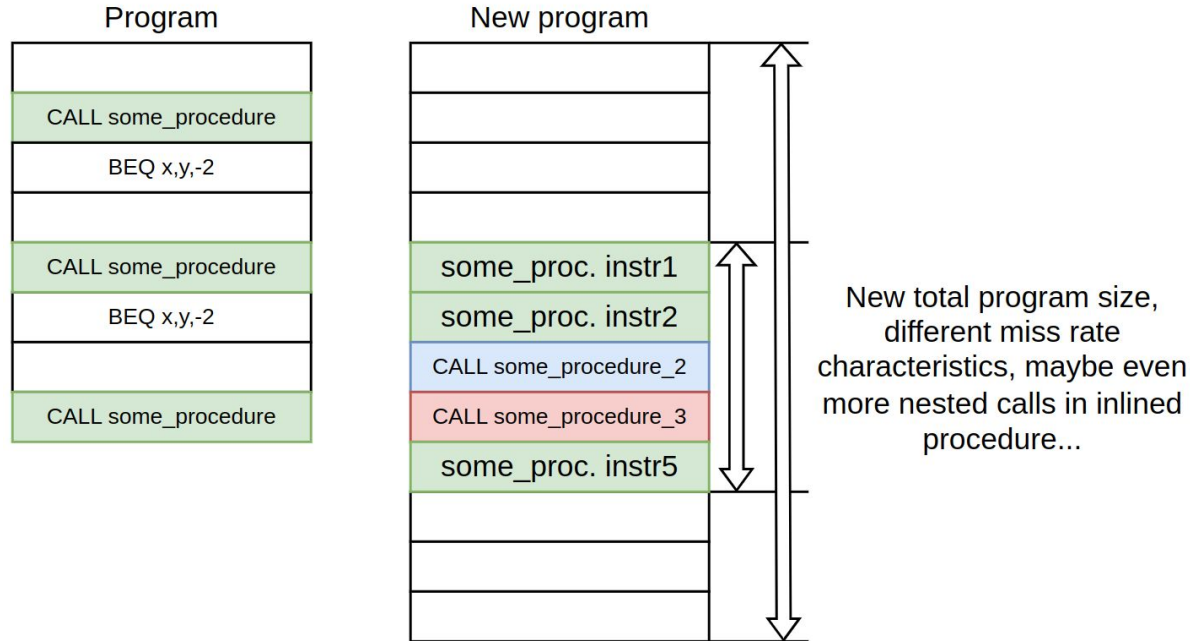 Program
CALL some_procedure
BEQ x,y,-2
CALL some_procedure
BEQ x,y,-2
CALL some_procedure
New program
some_proc. instr1
some_proc. instr2
CALL some_procedure_2
CALL some_procedure_3
some_proc. instr5
New total program size,
different miss rate
characteristics, maybe even
more nested calls in inlined
procedure...